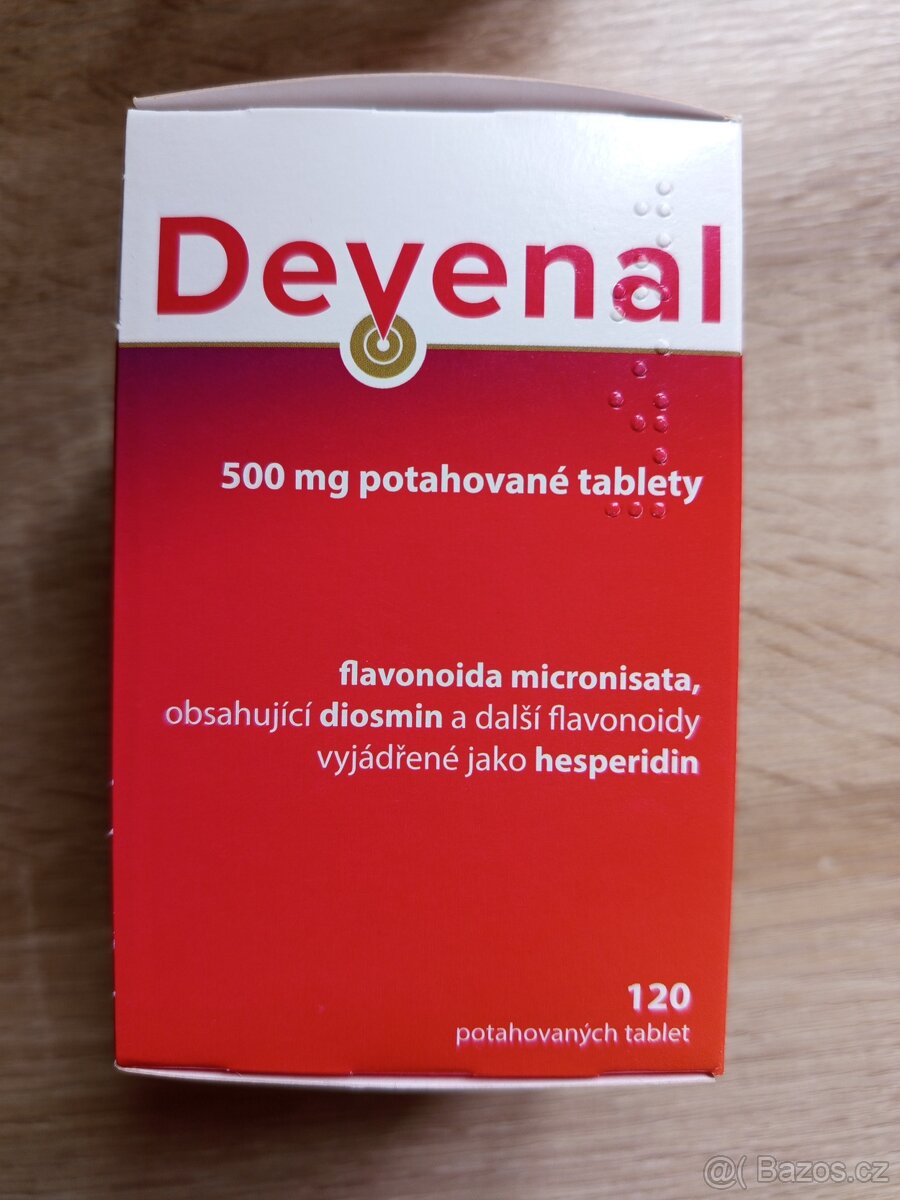 Devenal
500 mg potahované tablety
flavonoida micronisata,
obsahující diosmin a další flavonoidy
vyjádřené jako hesperidin
120
potahovaných tablet
@( Bazos.cz